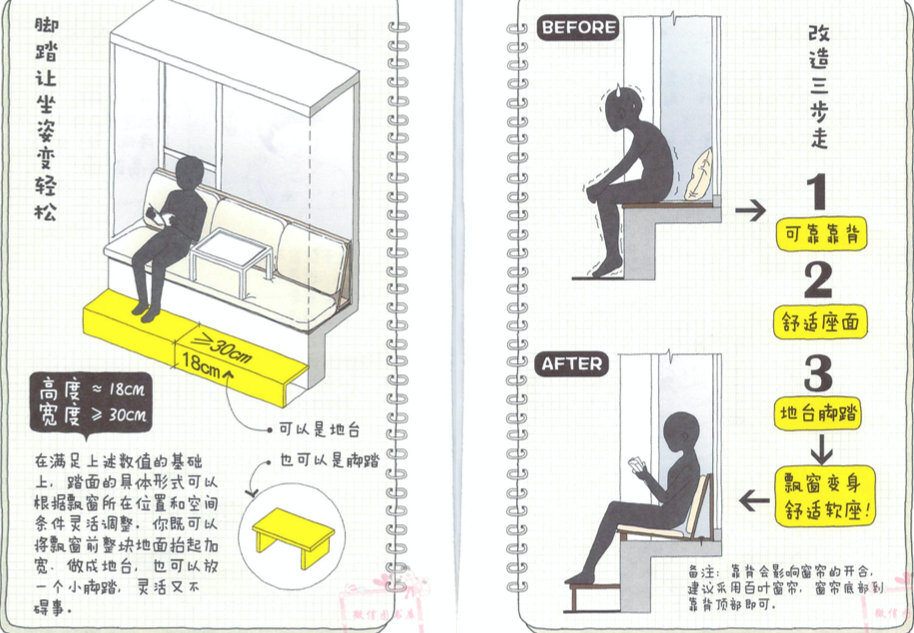 脚踏让坐姿变轻松
≥30cm
18cm
高度 ≈ 18cm
宽度 ≥ 30cm
可以是地台
也可以是脚踏
在满足上述数值的基础
上，踏面的具体形式可以
根据飘窗所在位置和空间
条件灵活调整。你既可以
将飘窗前整块地面抬起加
宽，做成地台，也可以放
一个小脚踏，灵活又不
碍事。
BEFORE
改造三步走
1
可靠靠背
2
舒适座面
3
地台脚踏
飘窗变身
舒适软座!
AFTER
备注：靠背会影响窗帘的开合，
建议采用百叶窗帘，窗帘底部到
靠背顶部即可。